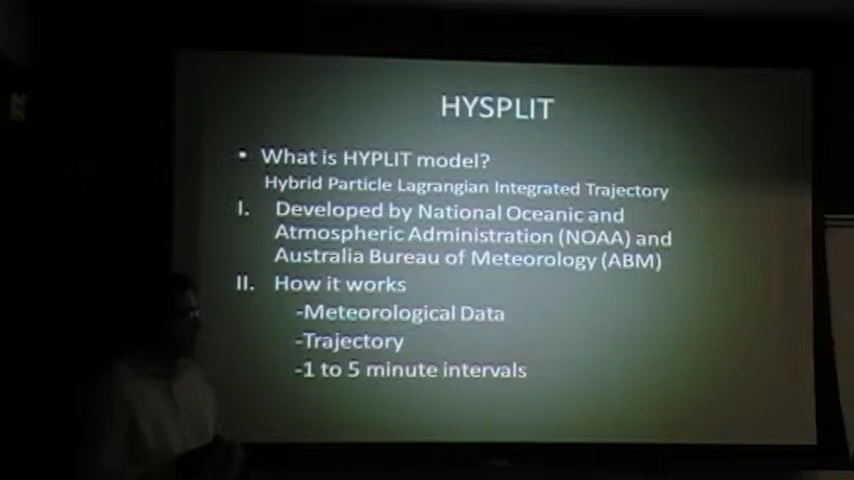 HYSPLIT
• What is HYPLIT model?
Hybrid Particle Lagrangian Integrated Trajectory
I. Developed by National Oceanic and
Atmospheric Administration (NOAA) and
Australia Bureau of Meteorology (ABM)
II. How it works
-Meteorological Data
-Trajectory
-1 to 5 minute intervals